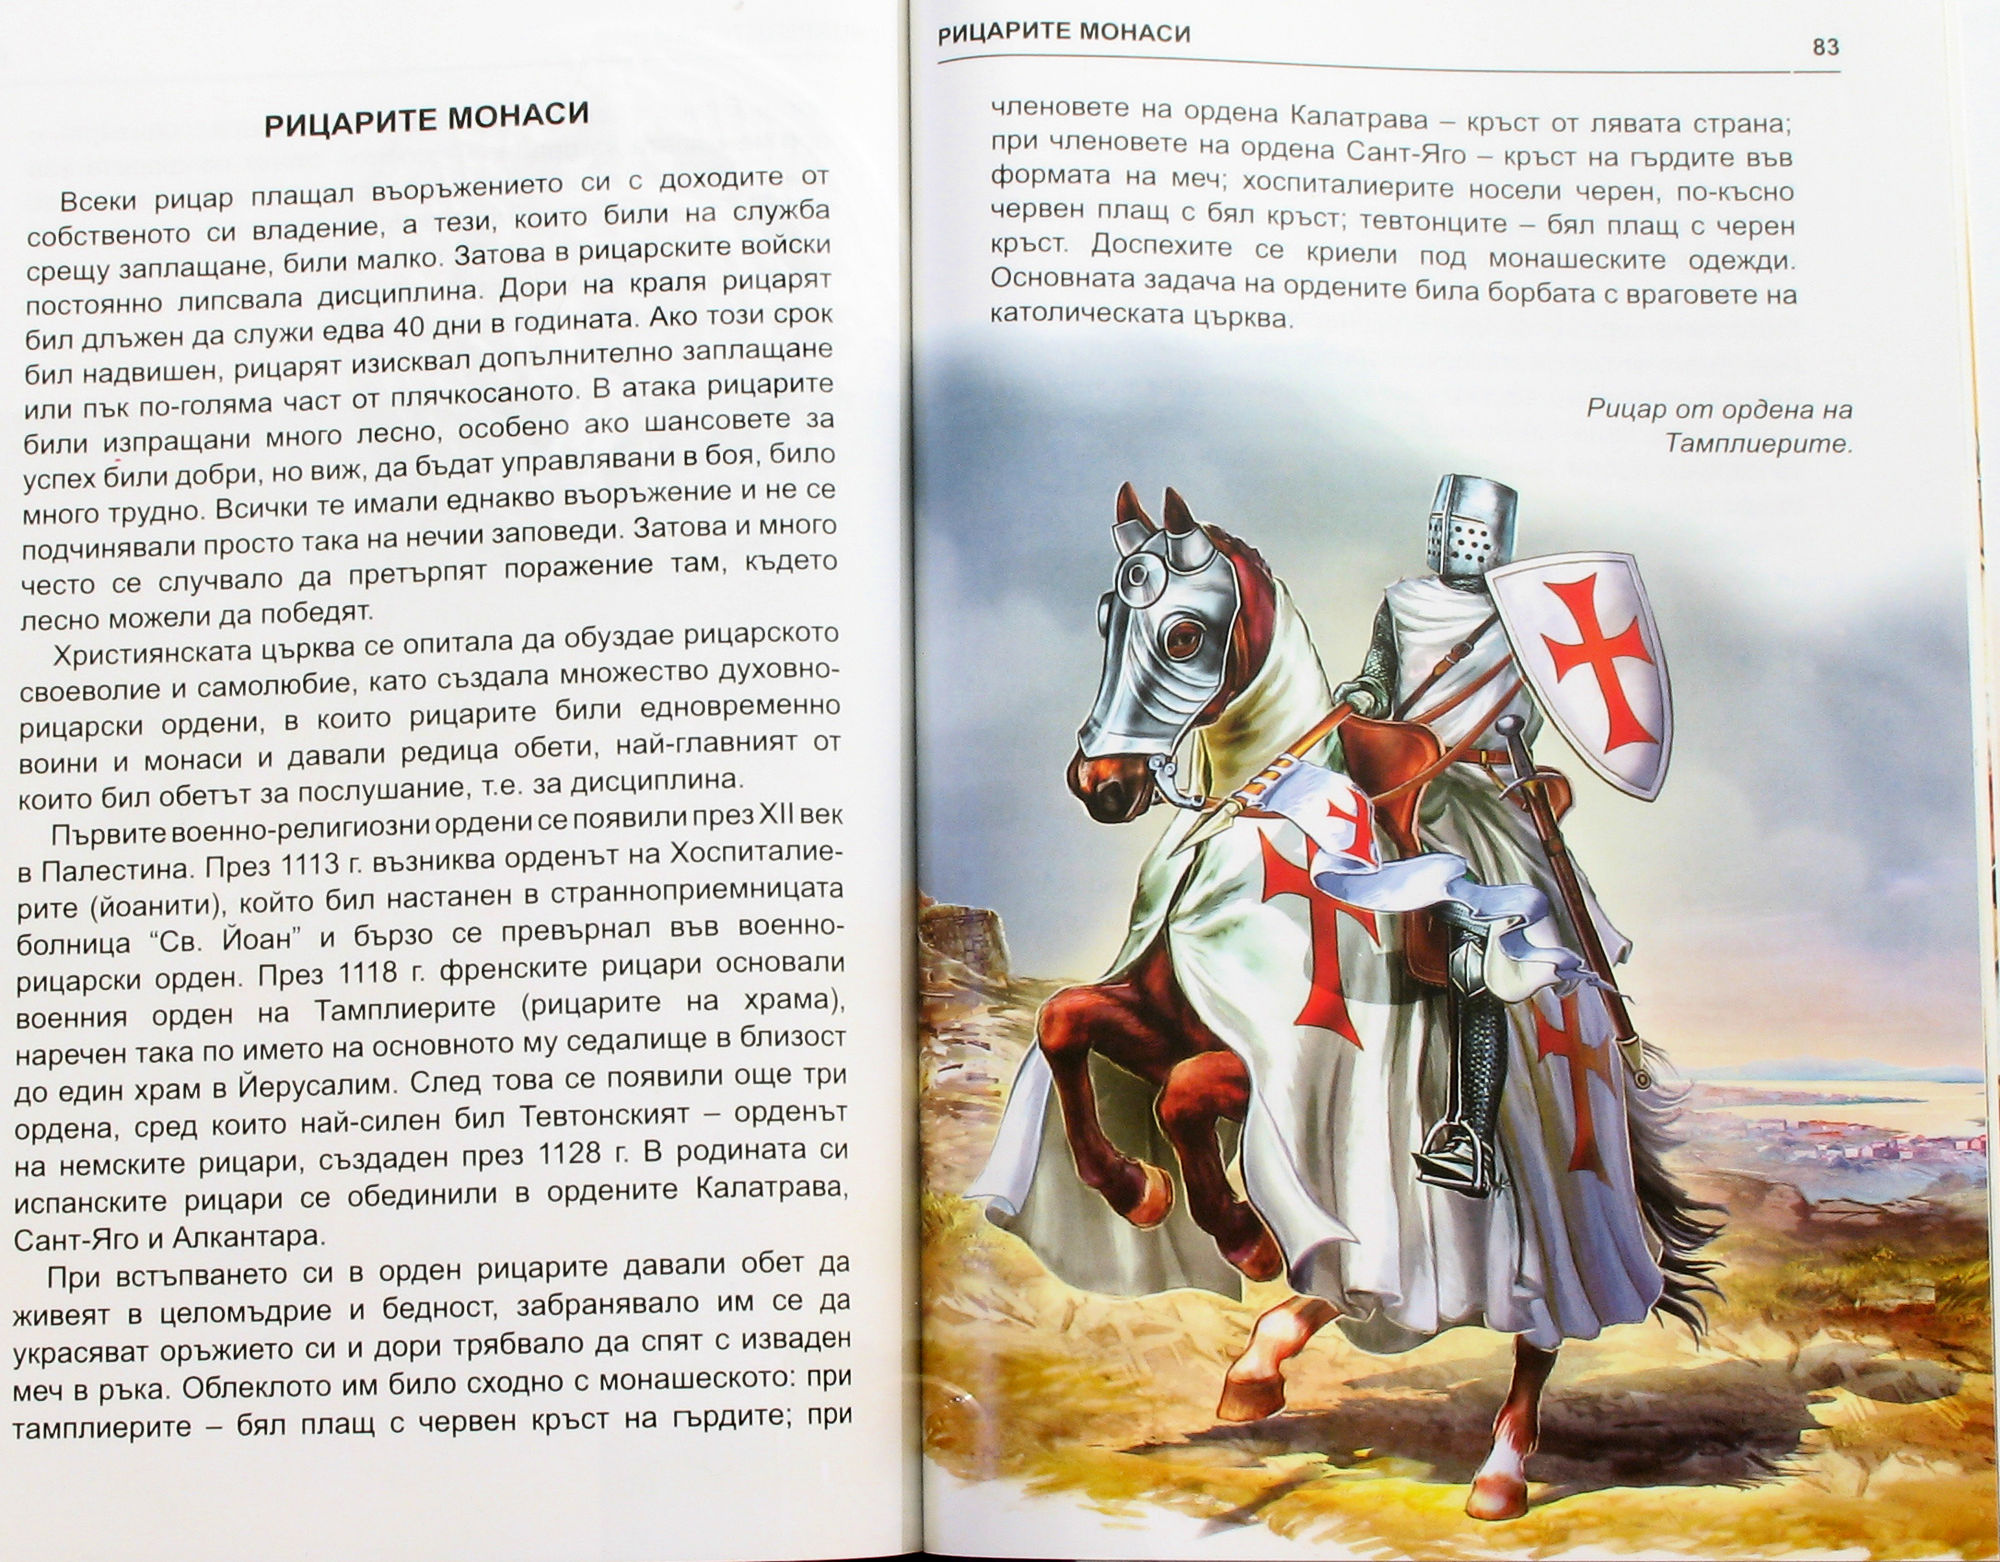 РИЦАРИТЕ МОНАСИ
Всеки рицар плащал въоръжението си с доходите от
собственото си владение, а тези, които били на служба
срещу заплащане, били малко. Затова в рицарските войски
постоянно липсвала дисциплина. Дори на краля рицарят
бил длъжен да служи едва 40 дни в годината. Ако този срок
бил надвишен, рицарят изисквал допълнително заплащане
или пък по-голяма част от плячкосаното. В атака рицарите
били изпращани много лесно, особено ако шансовете за
успех били добри, но виж, да бъдат управлявани в боя, било
много трудно. Всички те имали еднакво въоръжение и не се
подчинявали просто така на нечии заповеди. Затова и много
често се случвало да претърпят поражение там, където
лесно можели да победят.
Християнската църква се опитала да обуздае рицарското
своеволие и самолюбие, като създала множество духовно-
рицарски ордени, в които рицарите били едновременно
воини и монаси и давали редица обети, най-главният от
които бил обетът за послушание, т.е. за дисциплина.
Първите военно-религиозни ордени се появили през XII век
в Палестина. През 1113 г. възниква орденът на Хоспиталие-
рите (йоанити), който бил настанен в странноприемницата
болница “Св. Йоан” и бързо се превърнал във военно-
рицарски орден. През 1118 г. френските рицари основали
военния орден на Тамплиерите (рицарите на храма),
наречен така по името на основното му седалище в близост
до един храм в Йерусалим. След това се появили още три
ордена, сред които най-силен бил Тевтонският – орденът
на немските рицари, създаден през 1128 г. В родината си
испанските рицари се обединили в ордените Калатрава,
Сант-Яго и Алкантара.
При встъпването си в орден рицарите давали обет да
живеят в целомъдрие и бедност, забранявало им се да
украсяват оръжието си и дори трябвало да спят с изваден
меч в ръка. Облеклото им било сходно с монашеското: при
тамплиерите – бял плащ с червен кръст на гърдите; при
РИЦАРИТЕ МОНАСИ
83
членовете на ордена Калатрава – кръст от лявата страна;
при членовете на ордена Сант-Яго – кръст на гърдите във
формата на меч; хоспиталиерите носели черен, по-късно
червен плащ с бял кръст; тевтонците – бял плащ с черен
кръст. Доспехите се криели под монашеските одежди.
Основната задача на ордените била борбата с враговете на
католическата църква.
Рицар от ордена на
Тамплиерите.